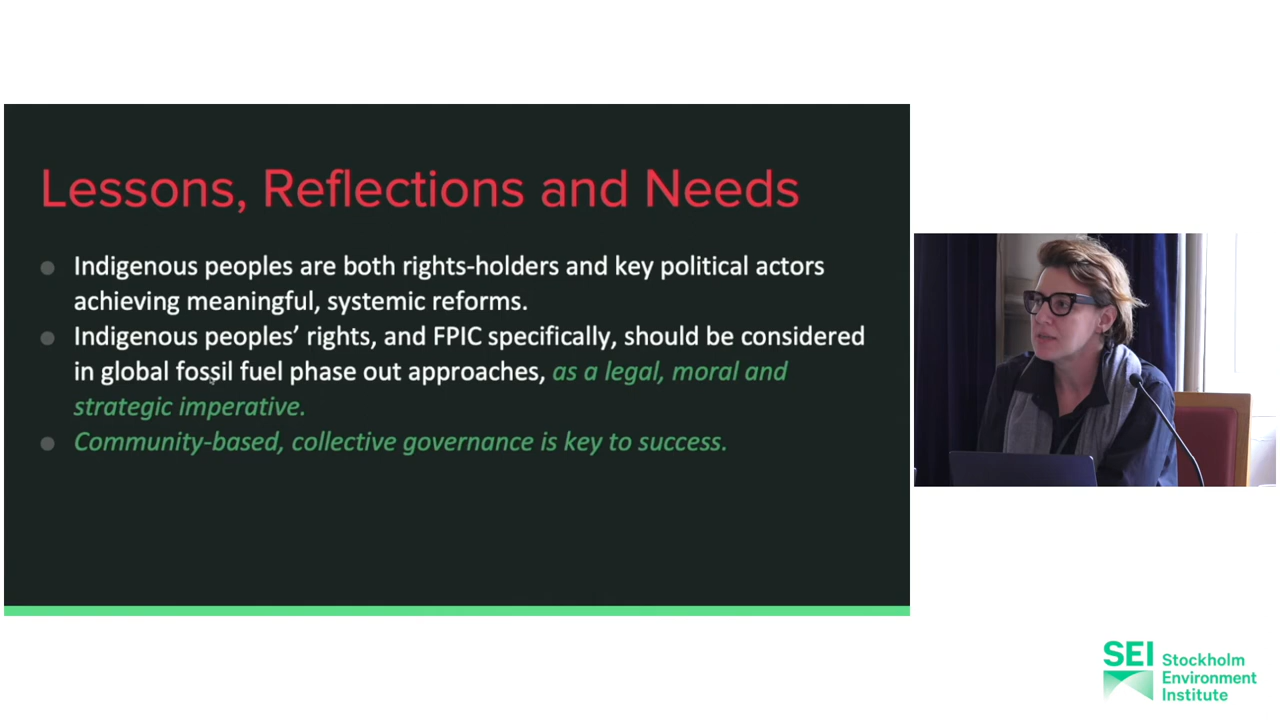 Lessons, Reflections and Needs
Indigenous peoples are both rights-holders and key political actors
achieving meaningful, systemic reforms.
Indigenous peoples’ rights, and FPIC specifically, should be considered
in global fossil fuel phase out approaches, as a legal, moral and
strategic imperative.
Community-based, collective governance is key to success.
SEI
Stockholm
Environment
Institute